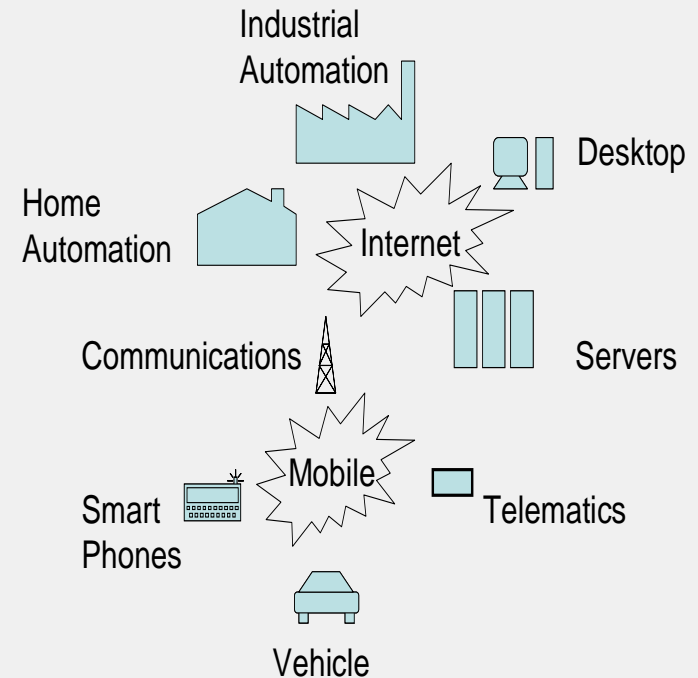 Industrial
Automation
Desktop
Home
Automation
Internet
Communications
Servers
Mobile
Smart
Phones
Telematics
Vehicle